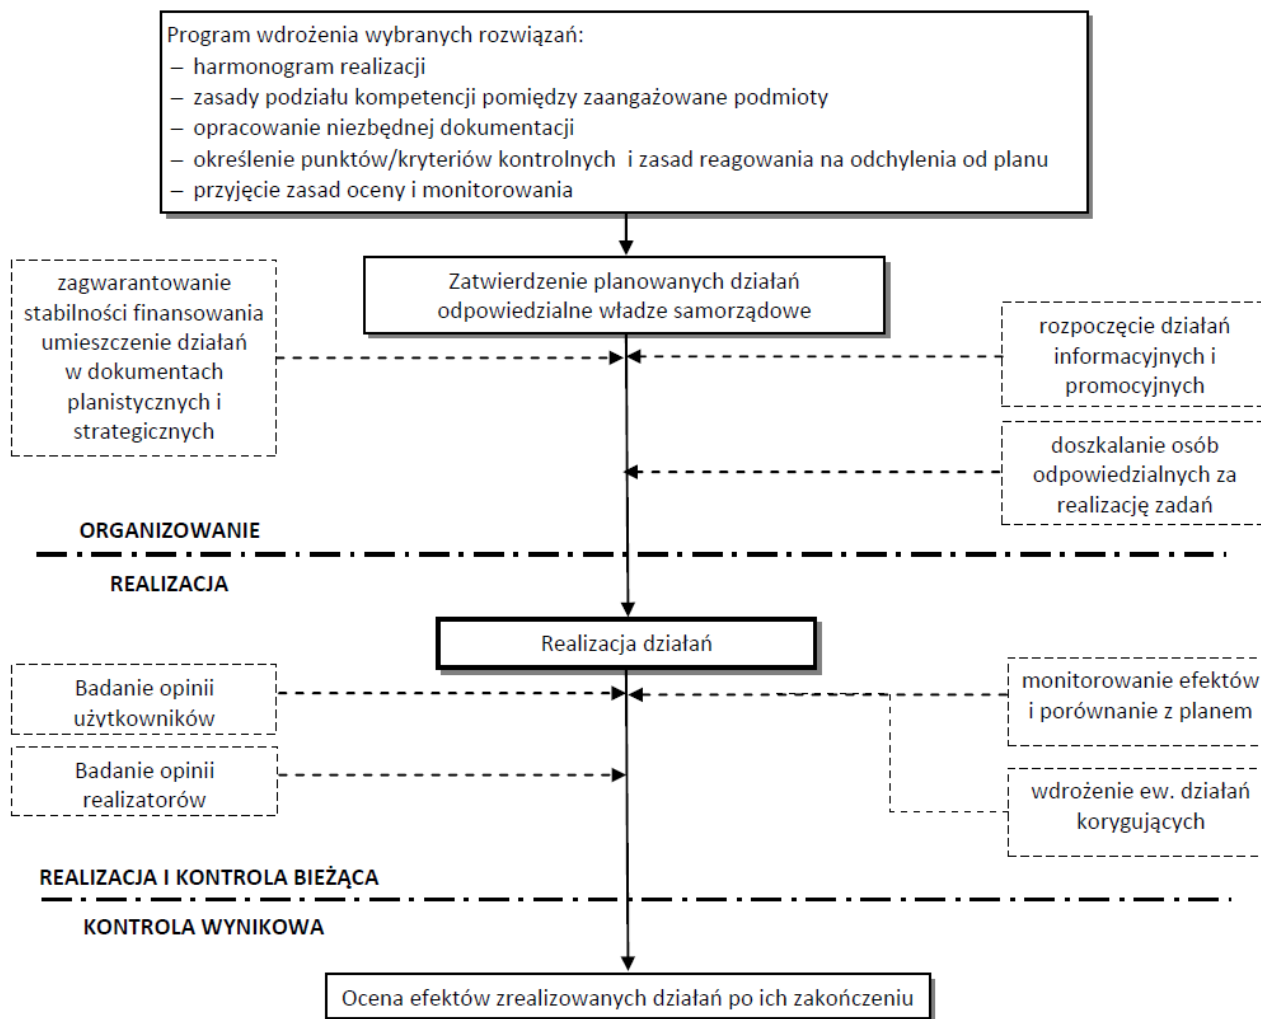 Program wdrożenia wybranych rozwiązań:
– harmonogram realizacji
– zasady podziału kompetencji pomiędzy zaangażowane podmioty
– opracowanie niezbędnej dokumentacji
– określenie punktów/kryteriów kontrolnych i zasad reagowania na odchylenia od planu
– przyjęcie zasad oceny i monitorowania
Zatwierdzenie planowanych działań
odpowiedzialne władze samorządowe
zagwarantowanie
stabilności finansowania
umieszczenie działań
w dokumentach
planistycznych i
strategicznych
rozpoczęcie działań
informacyjnych i
promocyjnych
doszkalanie osób
odpowiedzialnych za
realizację zadań
ORGANIZOWANIE
REALIZACJA
Realizacja działań
Badanie opinii
użytkowników
monitorowanie efektów
i porównanie z planem
Badanie opinii
realizatorów
wdrożenie ew. działań
korygujących
REALIZACJA I KONTROLA BIEŻĄCA
KONTROLA WYNIKOWA
Ocena efektów zrealizowanych działań po ich zakończeniu